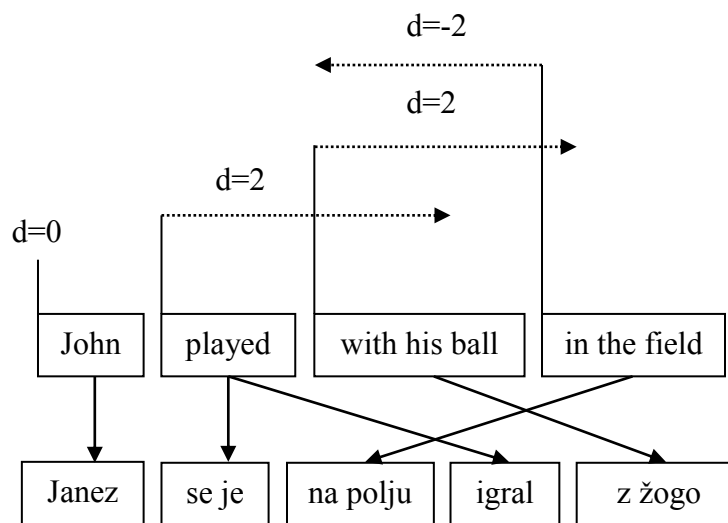 d=-2
d=2
d=2
d=0
John played with his ball in the field
Janez se je na polju igral z žogo